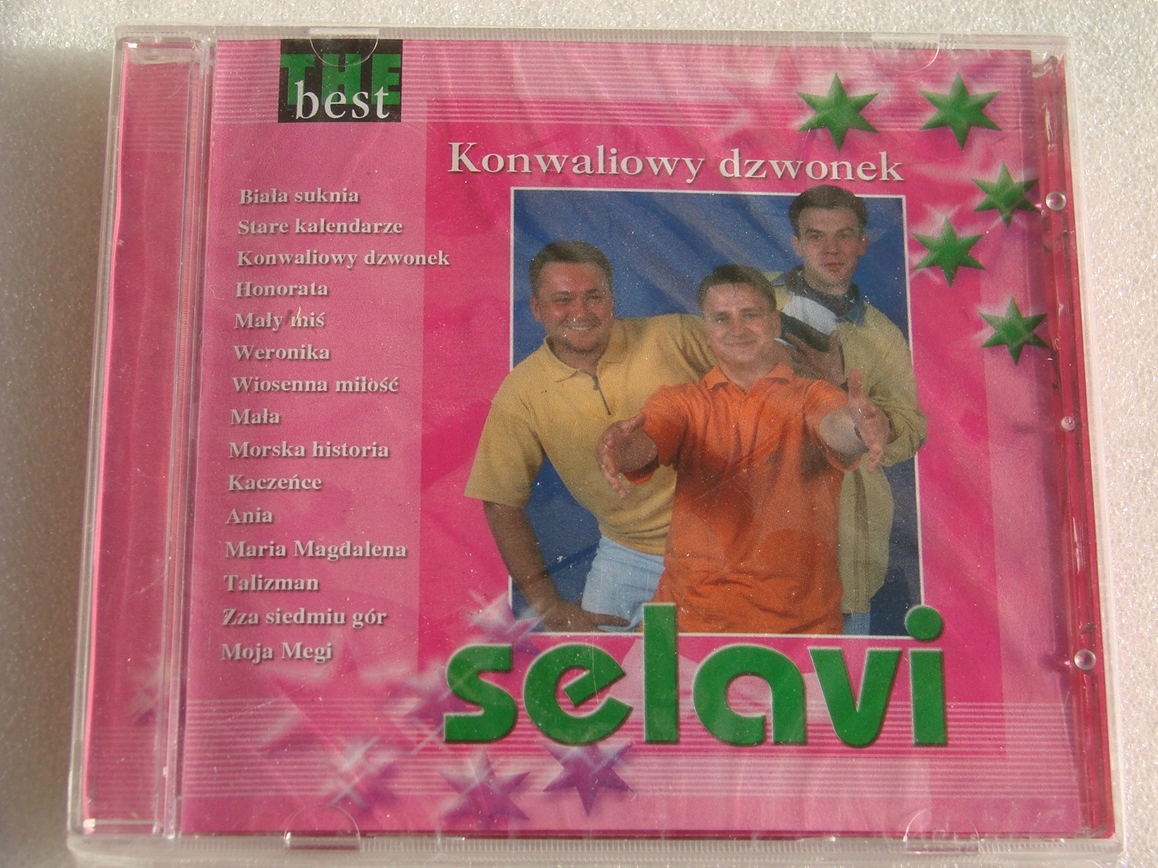 THE
best
Konwaliowy dzwonek
Biała suknia
Stare kalendarze
Konwaliowy dzwonek
Honorata
Mały miś
Weronika
Wiosenna miłość
Mała
Morska historia
Kaczeńce
Ania
Maria Magdalena
Talizman
Zza siedmiu gór
Moja Megi
selavi